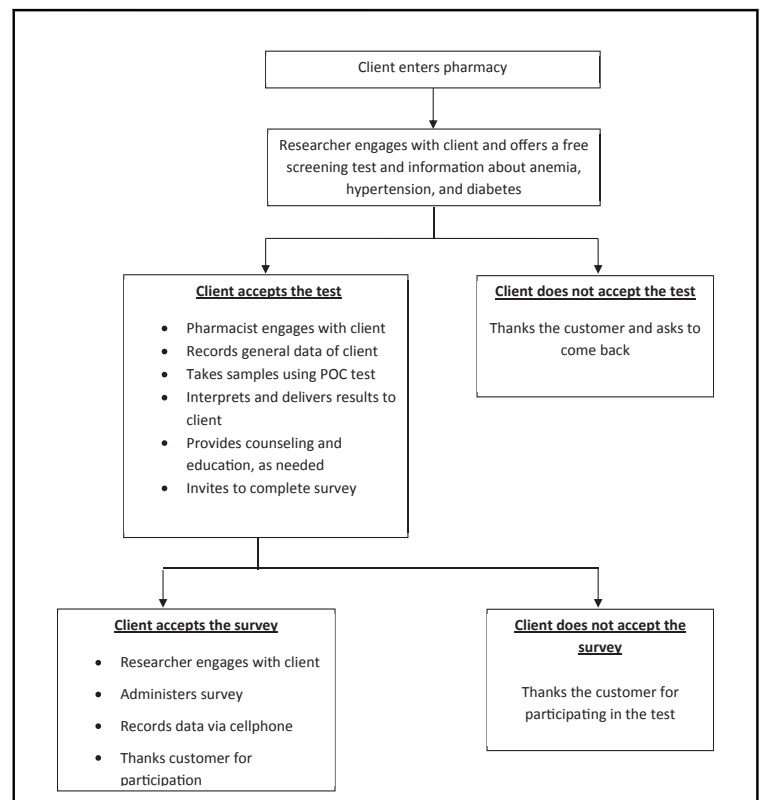 Client enters pharmacy
Researcher engages with client and offers a free
screening test and information about anemia,
hypertension, and diabetes
Client accepts the test
• Pharmacist engages with client
• Records general data of client
• Takes samples using POC test
• Interprets and delivers results to
client
• Provides counseling and
education, as needed
• Invites to complete survey
Client does not accept the test
Thanks the customer and asks to
come back
Client accepts the survey
• Researcher engages with client
• Administers survey
• Records data via cellphone
• Thanks customer for
participation
Client does not accept the
survey
Thanks the customer for
participating in the test